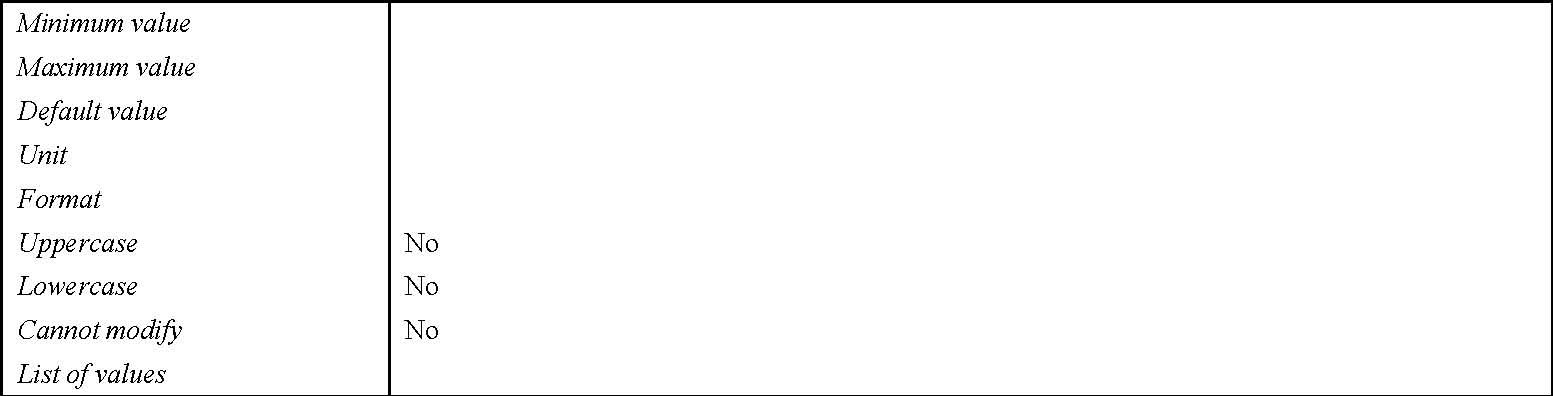 Minimum value
Maximum value
Default value
Unit
Format
Uppercase No
Lowercase No
Cannot modify No
List of values